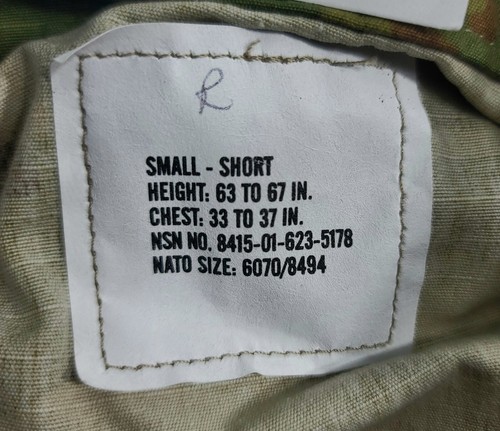 R
SMALL - SHORT
HEIGHT: 63 TO 67 IN.
CHEST: 33 TO 37 IN.
NSN NO. 8415-01-623-5178
NATO SIZE: 6070/8494